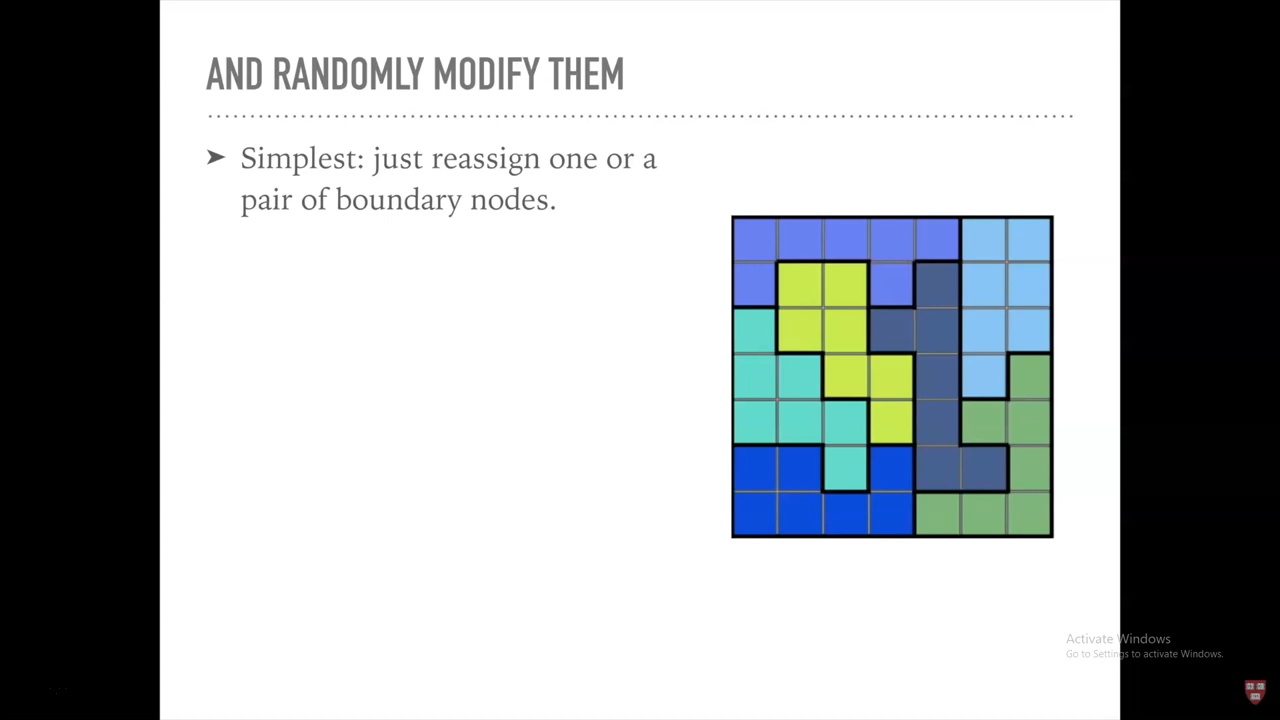 AND RANDOMLY MODIFY THEM
➤ Simplest: just reassign one or a
pair of boundary nodes.
Activate Windows
Go to Settings to activate Windows.